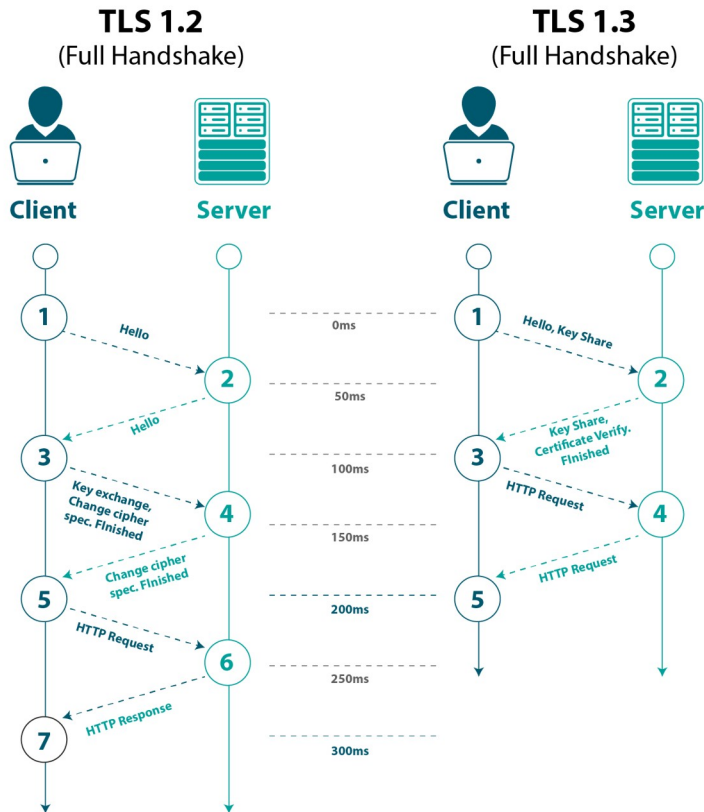 TLS 1.2
(Full Handshake)
TLS 1.3
(Full Handshake)
Client
Server
Client
Server
1
Hello
2
Hello
3
Key exchange,
Change cipher
spec. FInished
4
Change cipher
spec. FInished
5
HTTP Request
6
HTTP Response
7
0ms
50ms
100ms
150ms
200ms
250ms
300ms
1
Hello, Key Share
2
Key Share,
Certificate Verify.
FInished
3
HTTP Request
4
HTTP Request
5